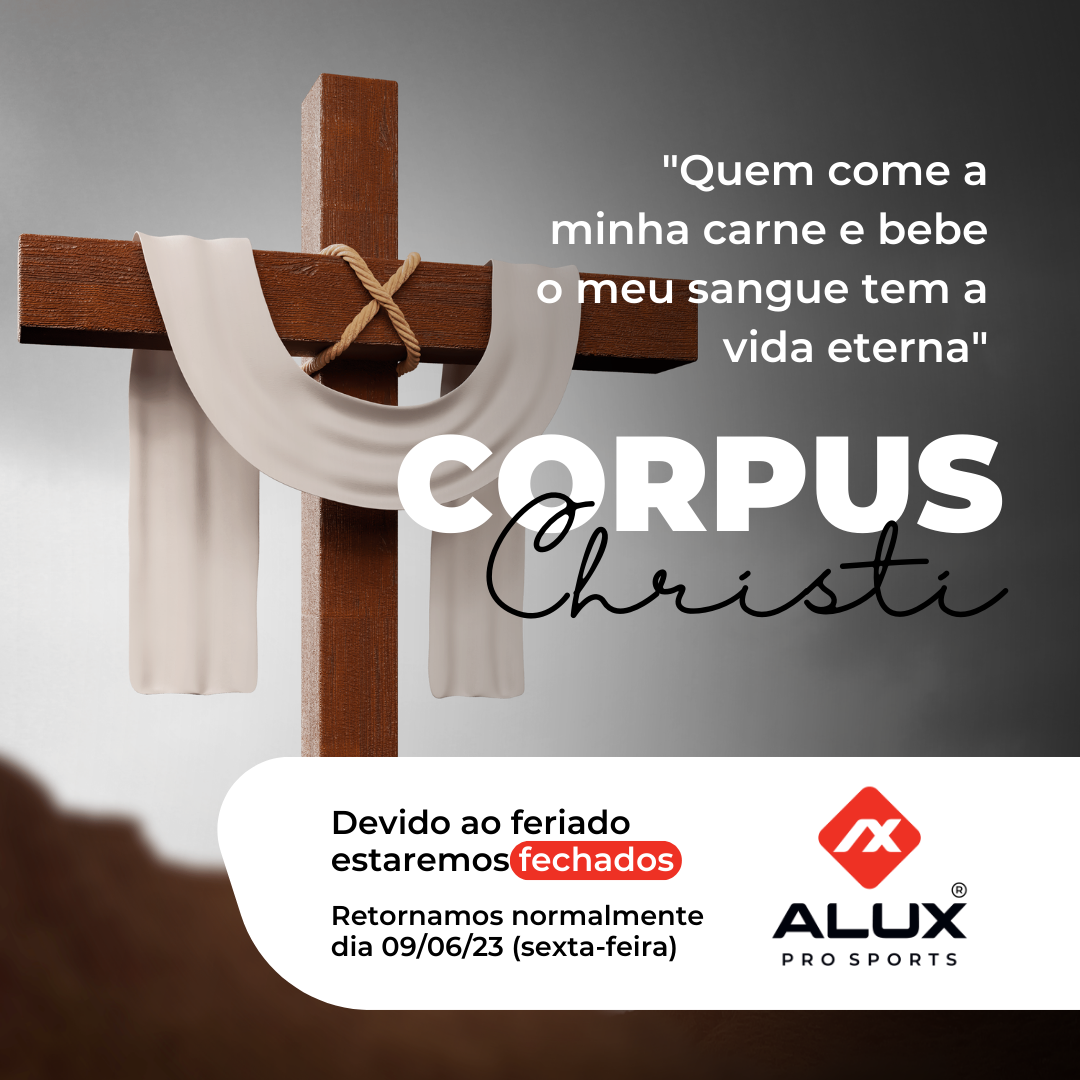 "Quem come a
minha carne e bebe
o meu sangue tem a
vida eterna"
CORPUS
Christi
Devido ao feriado
estaremos fechados
Retornamos normalmente
dia 09/06/23 (sexta-feira)
ALUX®
PRO SPORTS